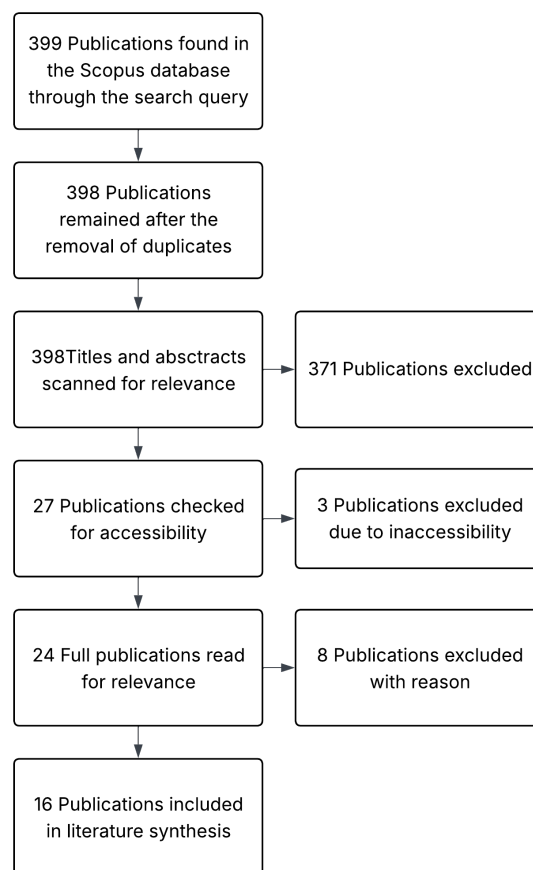 399 Publications found in
the Scopus database
through the search query
398 Publications
remained after the
removal of duplicates
398Titles and absctracts
scanned for relevance
371 Publications excluded
27 Publications checked
for accessibility
3 Publications excluded
due to inaccessibility
24 Full publications read
for relevance
8 Publications excluded
with reason
16 Publications included
in literature synthesis